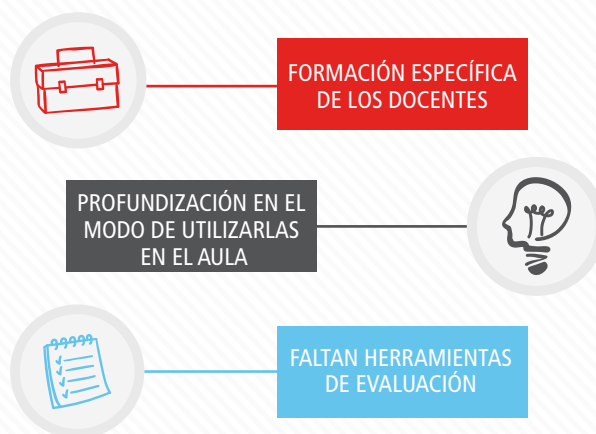 FORMACIÓN ESPECÍFICA
DE LOS DOCENTES
PROFUNDIZACIÓN EN EL
MODO DE UTILIZARLAS
EN EL AULA
FALTAN HERRAMIENTAS
DE EVALUACIÓN